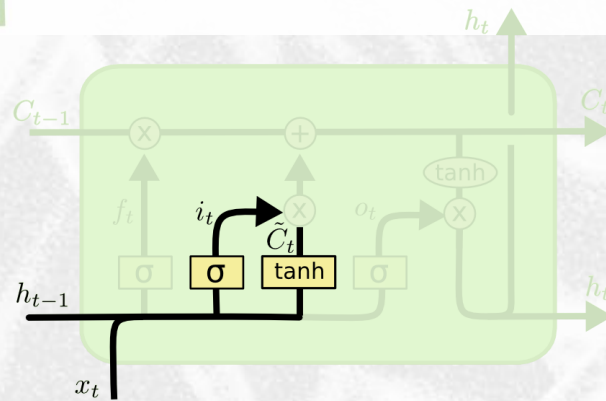 h_t
C_{t-1} C_t
x +
tanh
f_t i_t x o_t x
C̃_t
σ σ tanh σ
h_{t-1} h_t
x_t